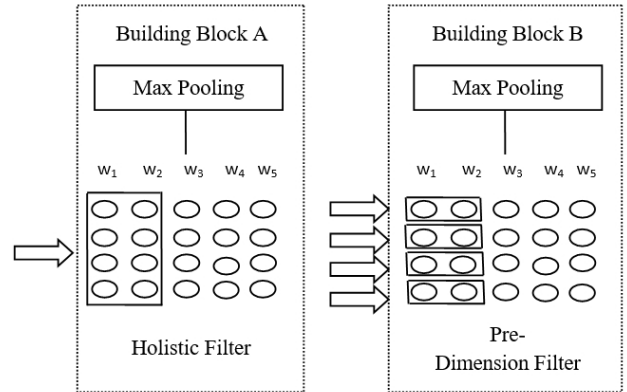 Building Block A
Max Pooling
w₁ w₂ w₃ w₄ w₅
Holistic Filter
Building Block B
Max Pooling
w₁ w₂ w₃ w₄ w₅
Pre-
Dimension Filter